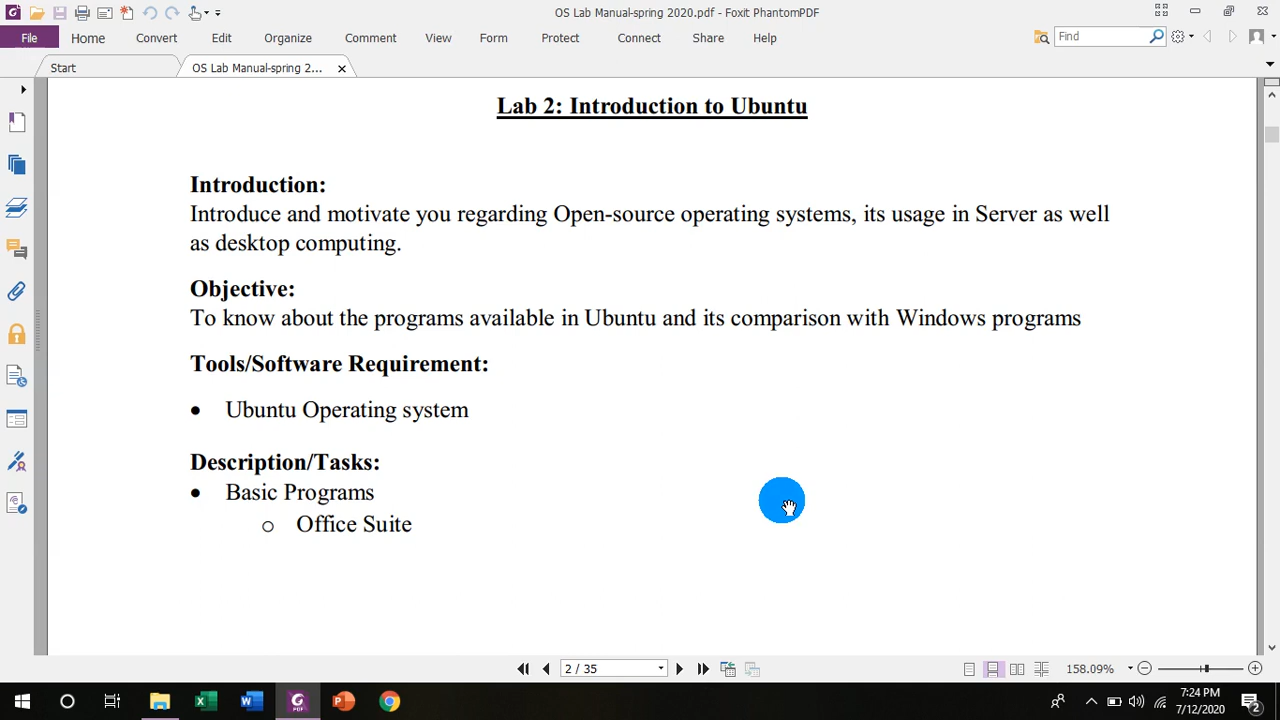 OS Lab Manual-spring 2020.pdf - Foxit PhantomPDF
File Home Convert Edit Organize Comment View Form Protect Connect Share Help Find
Start OS Lab Manual-spring 2...
Lab 2: Introduction to Ubuntu
Introduction:
Introduce and motivate you regarding Open-source operating systems, its usage in Server as well
as desktop computing.
Objective:
To know about the programs available in Ubuntu and its comparison with Windows programs
Tools/Software Requirement:
• Ubuntu Operating system
Description/Tasks:
• Basic Programs
o Office Suite
2 / 35 158.09%
7:24 PM
7/12/2020 2